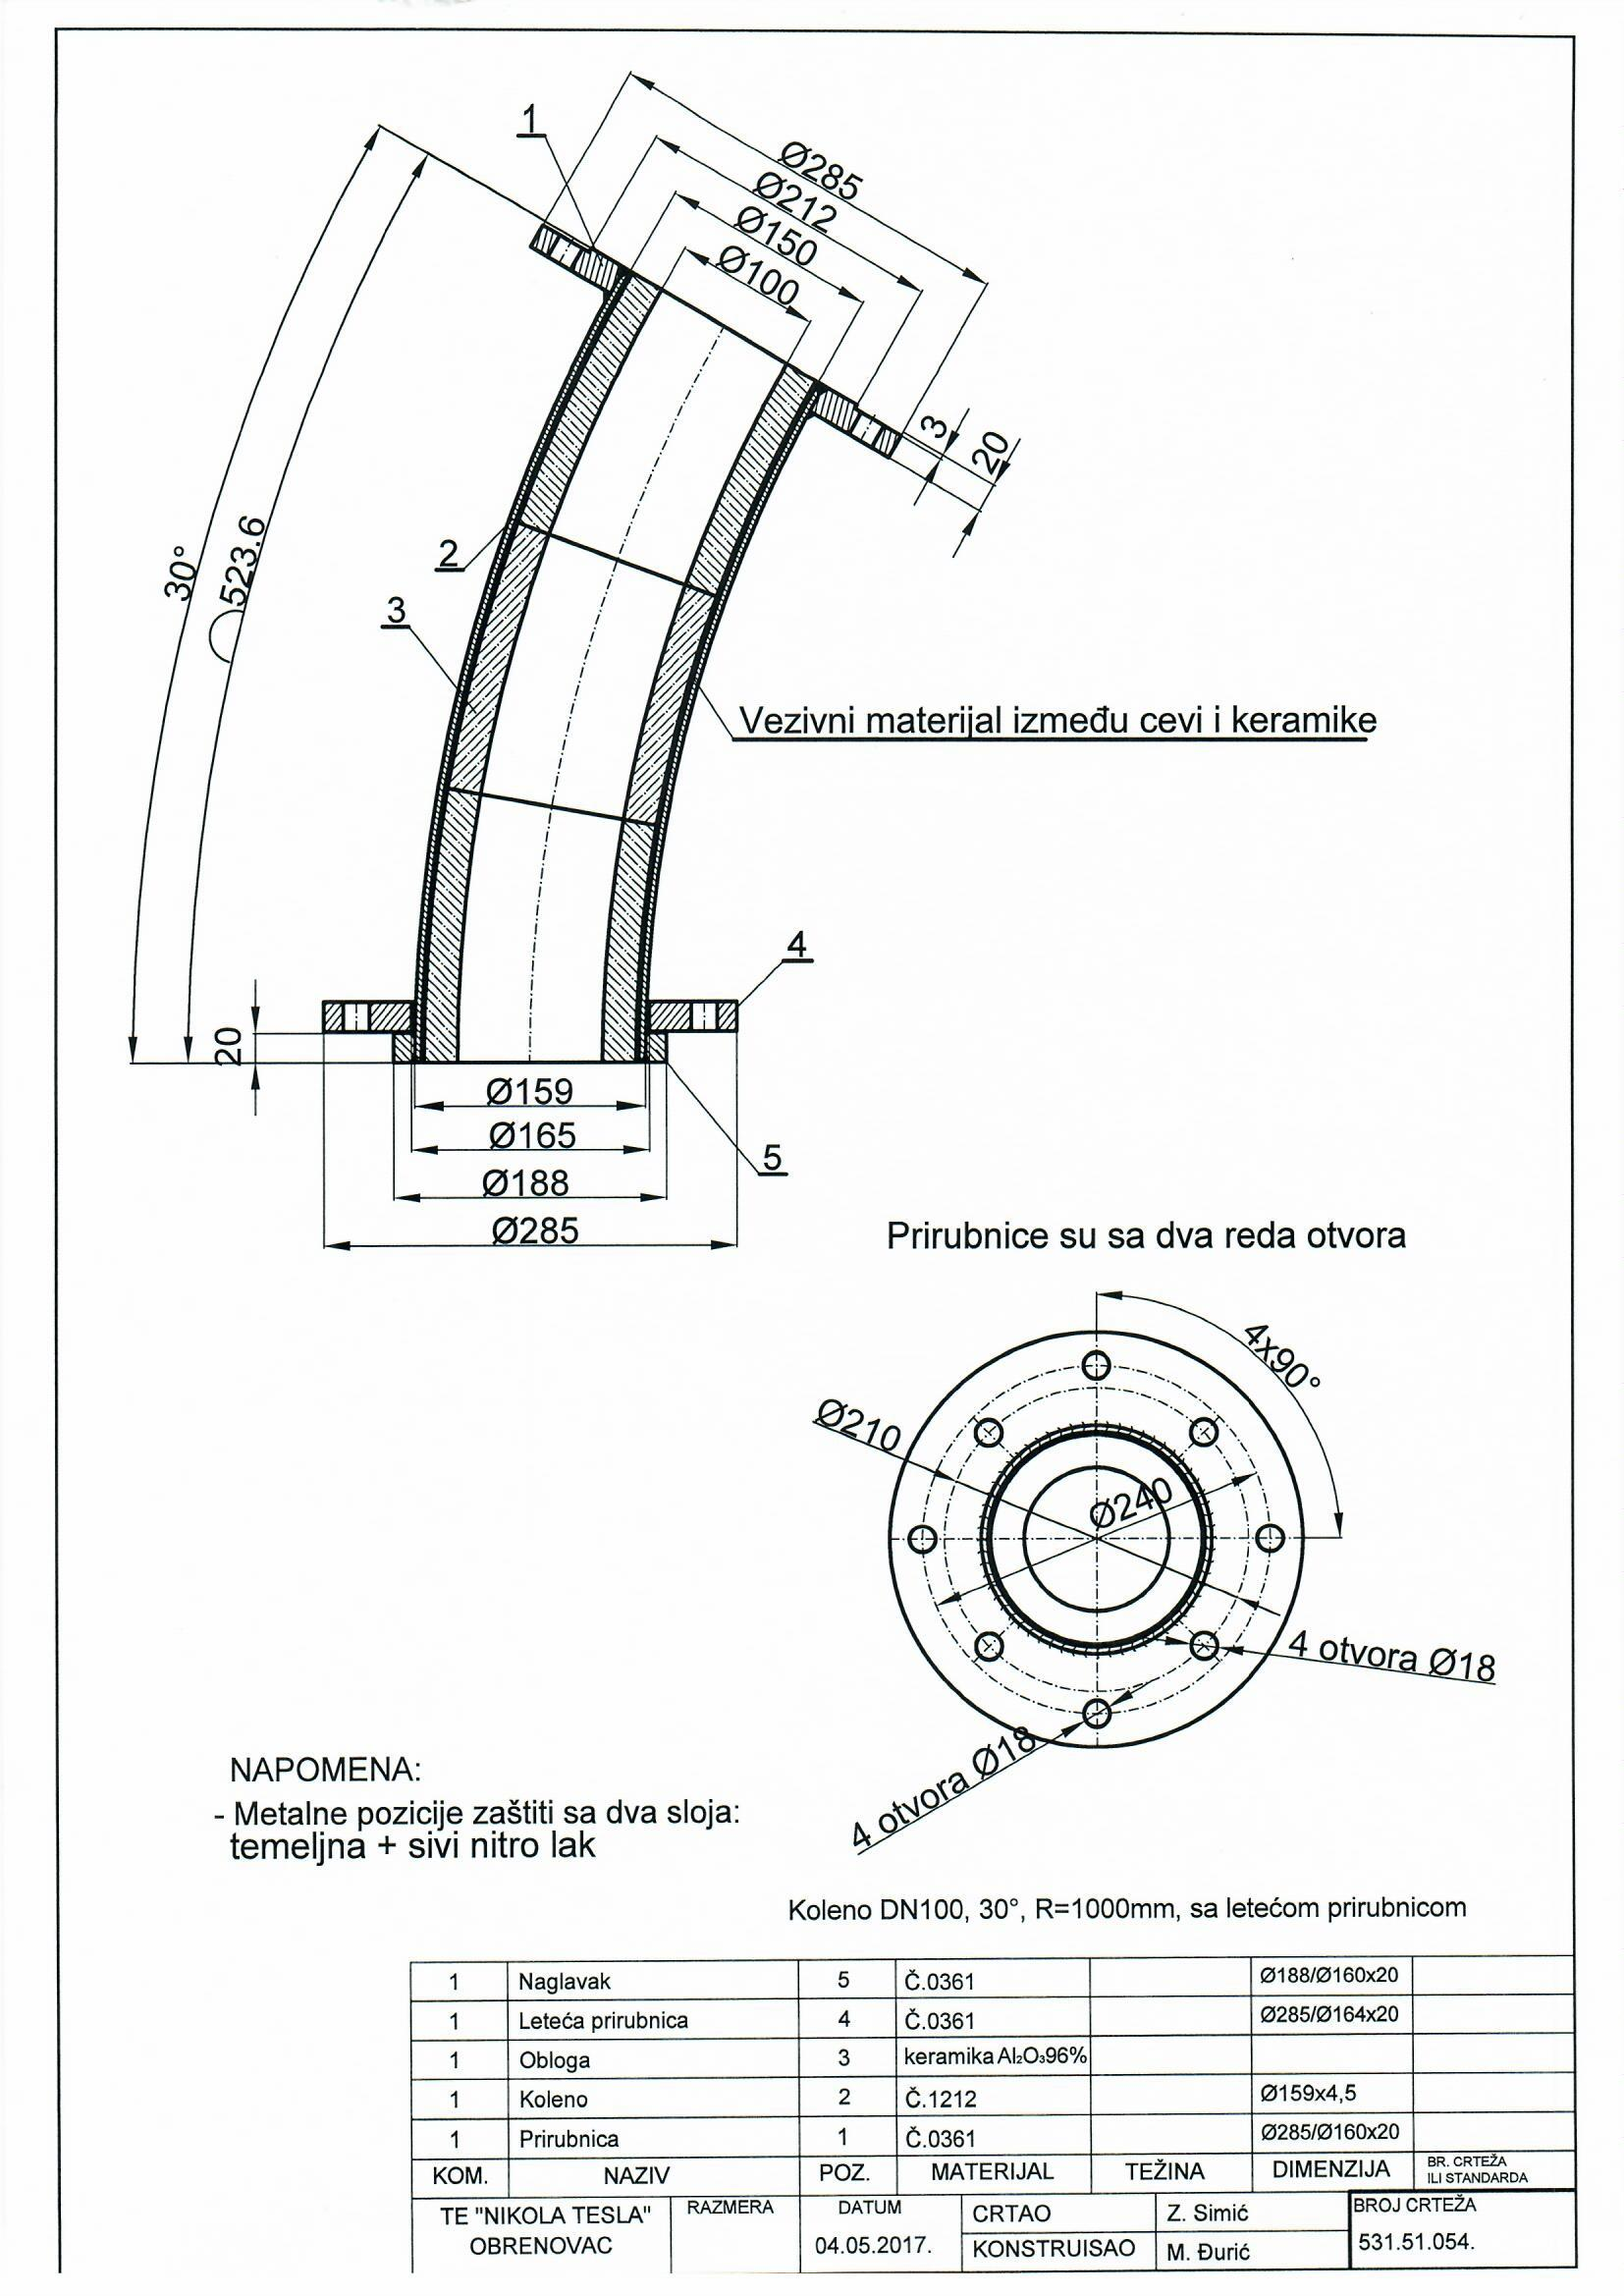 1
Ø285
Ø212
Ø150
Ø100
3
20
2
30°
523.6
3
Vezivni materijal između cevi i keramike
4
20
Ø159
Ø165
5
Ø188
Ø285
Prirubnice su sa dva reda otvora
4x90°
Ø210
Ø240
4 otvora Ø18
4 otvora Ø18
NAPOMENA:
- Metalne pozicije zaštiti sa dva sloja:
temeljna + sivi nitro lak
Koleno DN100, 30°, R=1000mm, sa letećom prirubnicom
1 Naglavak 5 Č.0361 Ø188/Ø160x20
1 Leteća prirubnica 4 Č.0361 Ø285/Ø164x20
1 Obloga 3 keramika Al₂O₃96%
1 Koleno 2 Č.1212 Ø159x4,5
1 Prirubnica 1 Č.0361 Ø285/Ø160x20
KOM. NAZIV POZ. MATERIJAL TEŽINA DIMENZIJA BR. CRTEŽA
ILI STANDARDA
TE "NIKOLA TESLA" RAZMERA DATUM CRTAO Z. Simić BROJ CRTEŽA
OBRENOVAC 04.05.2017. KONSTRUISAO M. Đurić 531.51.054.